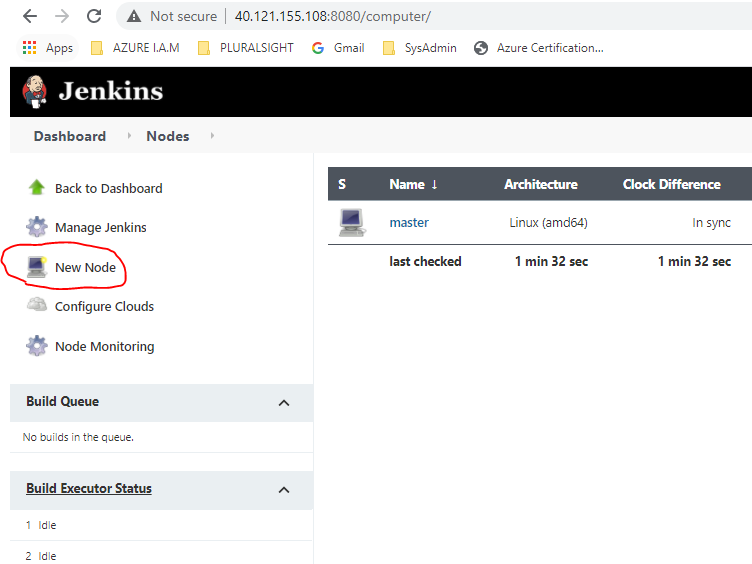 Not secure | 40.121.155.108:8080/computer/
Apps AZURE I.A.M PLURALSIGHT Gmail SysAdmin Azure Certification...
Jenkins
Dashboard Nodes
Back to Dashboard
Manage Jenkins
New Node
Configure Clouds
Node Monitoring
Build Queue
No builds in the queue.
Build Executor Status
1 Idle
2 Idle
S Name ↓ Architecture Clock Difference
master Linux (amd64) In sync
last checked 1 min 32 sec 1 min 32 sec